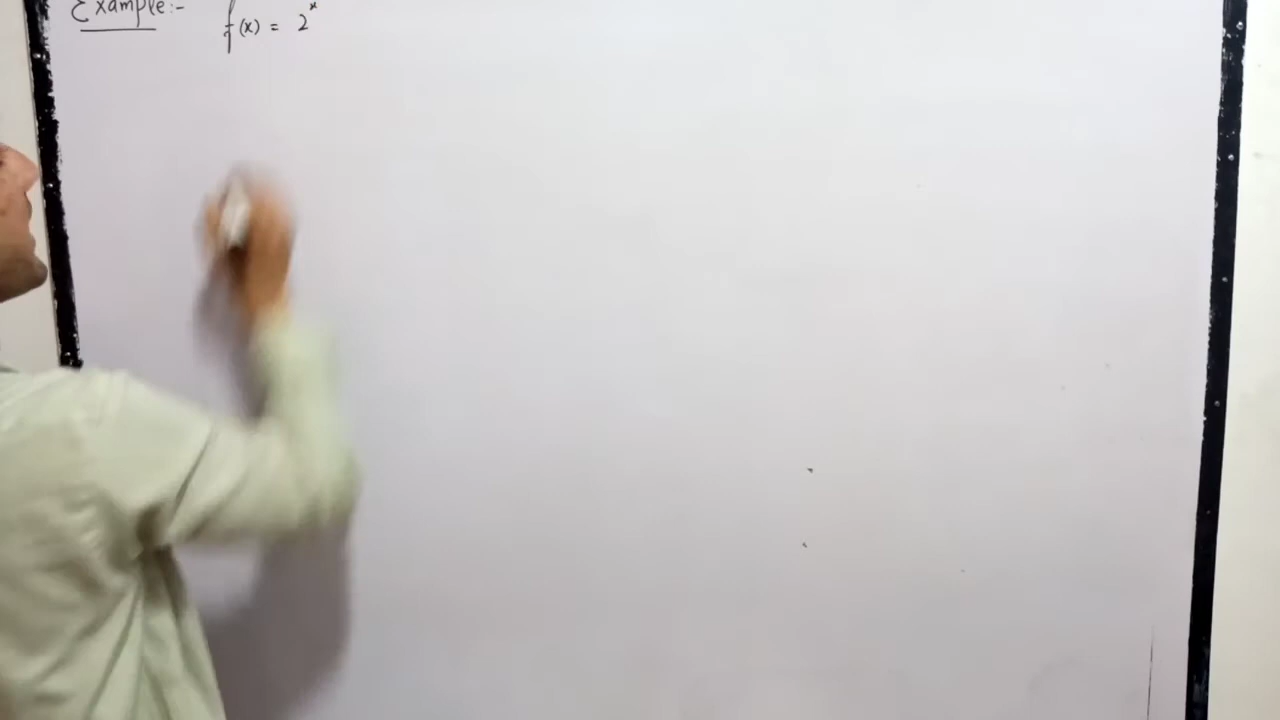 Example:- f(x) = 2^x